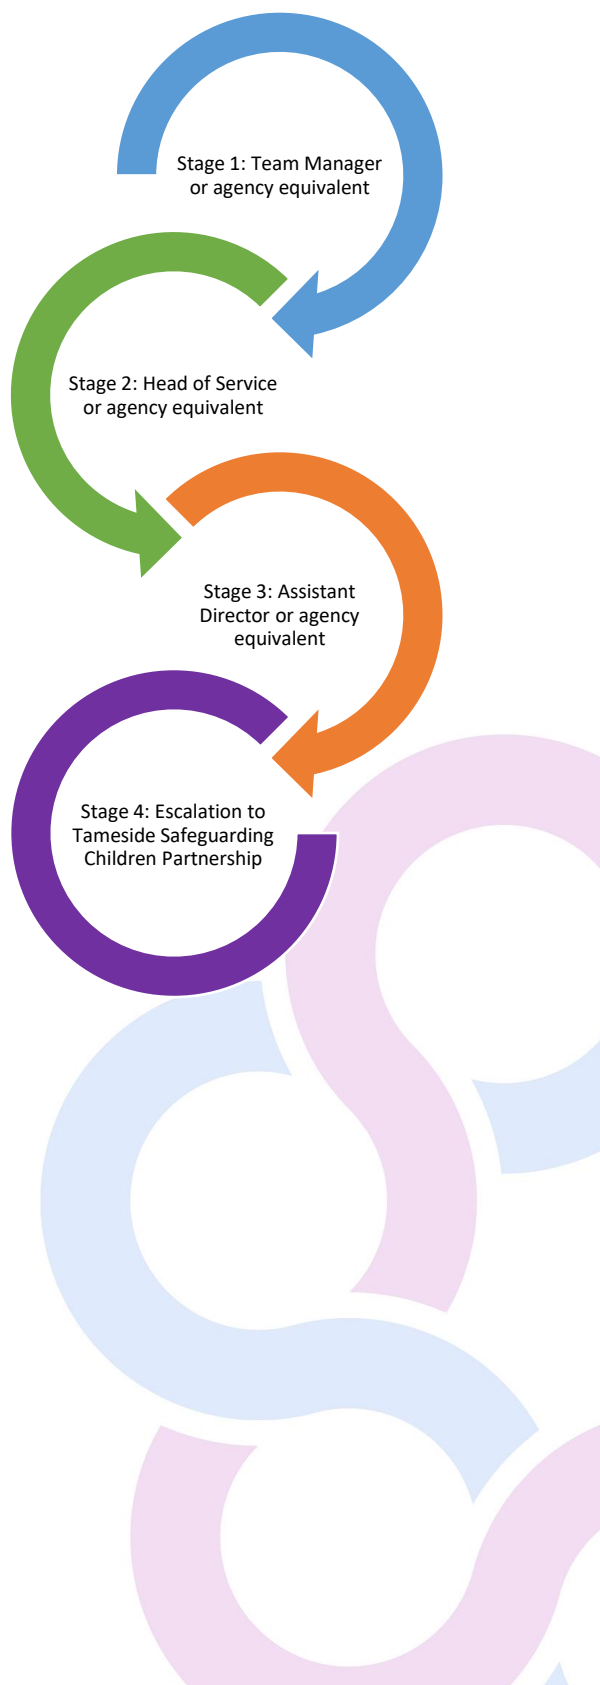 Stage 1: Team Manager
or agency equivalent
Stage 2: Head of Service
or agency equivalent
Stage 3: Assistant
Director or agency
equivalent
Stage 4: Escalation to
Tameside Safeguarding
Children Partnership